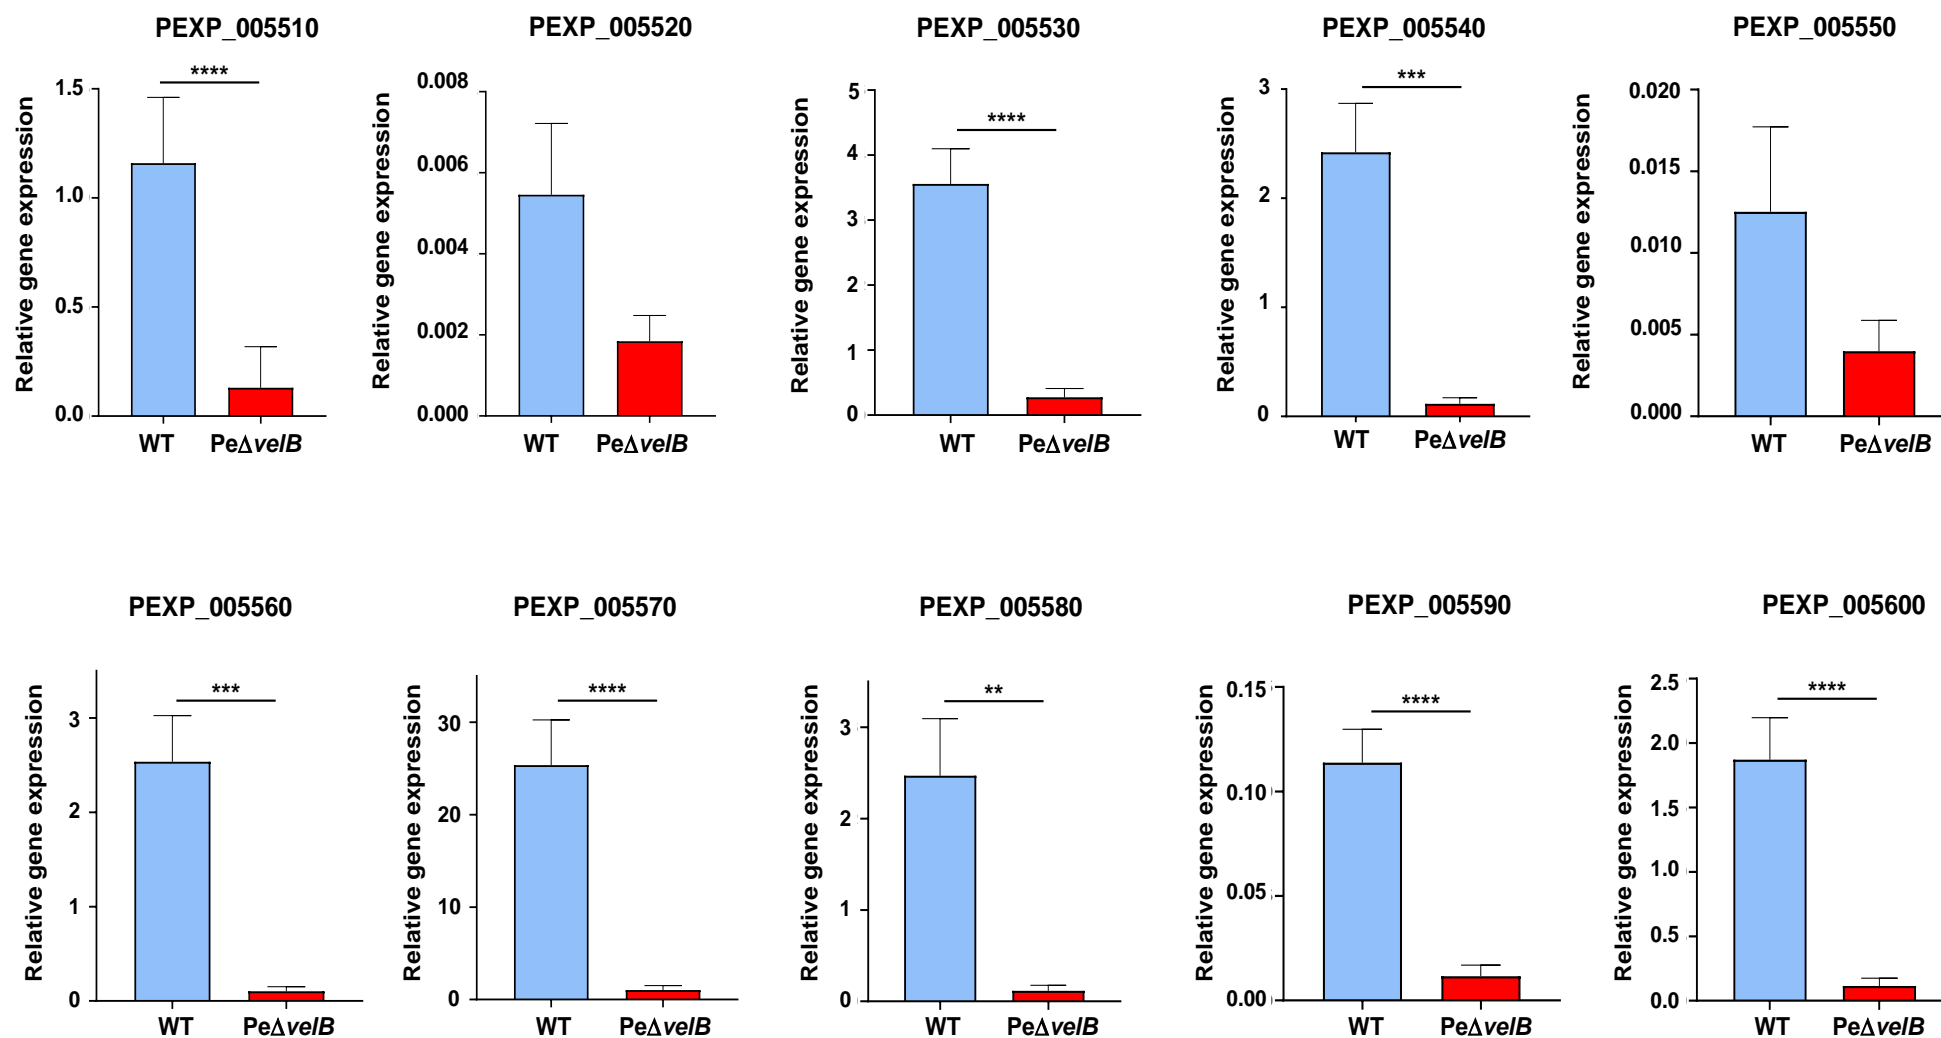 PEXP_005510
PEXP_005520
PEXP_005530
PEXP_005540
PEXP_005550
Relative gene expression
1.5
1.0
0.5
0.0
****
WT
PeΔvelB
Relative gene expression
0.008
0.006
0.004
0.002
0.000
WT
PeΔvelB
Relative gene expression
5
4
3
2
1
0
****
WT
PeΔvelB
Relative gene expression
3
2
1
0
***
WT
PeΔvelB
Relative gene expression
0.020
0.015
0.010
0.005
0.000
WT
PeΔvelB
PEXP_005560
PEXP_005570
PEXP_005580
PEXP_005590
PEXP_005600
Relative gene expression
3
2
1
0
***
WT
PeΔvelB
Relative gene expression
30
20
10
0
****
WT
PeΔvelB
Relative gene expression
3
2
1
0
**
WT
PeΔvelB
Relative gene expression
0.15
0.10
0.05
0.00
****
WT
PeΔvelB
Relative gene expression
2.5
2.0
1.5
1.0
0.5
0.0
****
WT
PeΔvelB